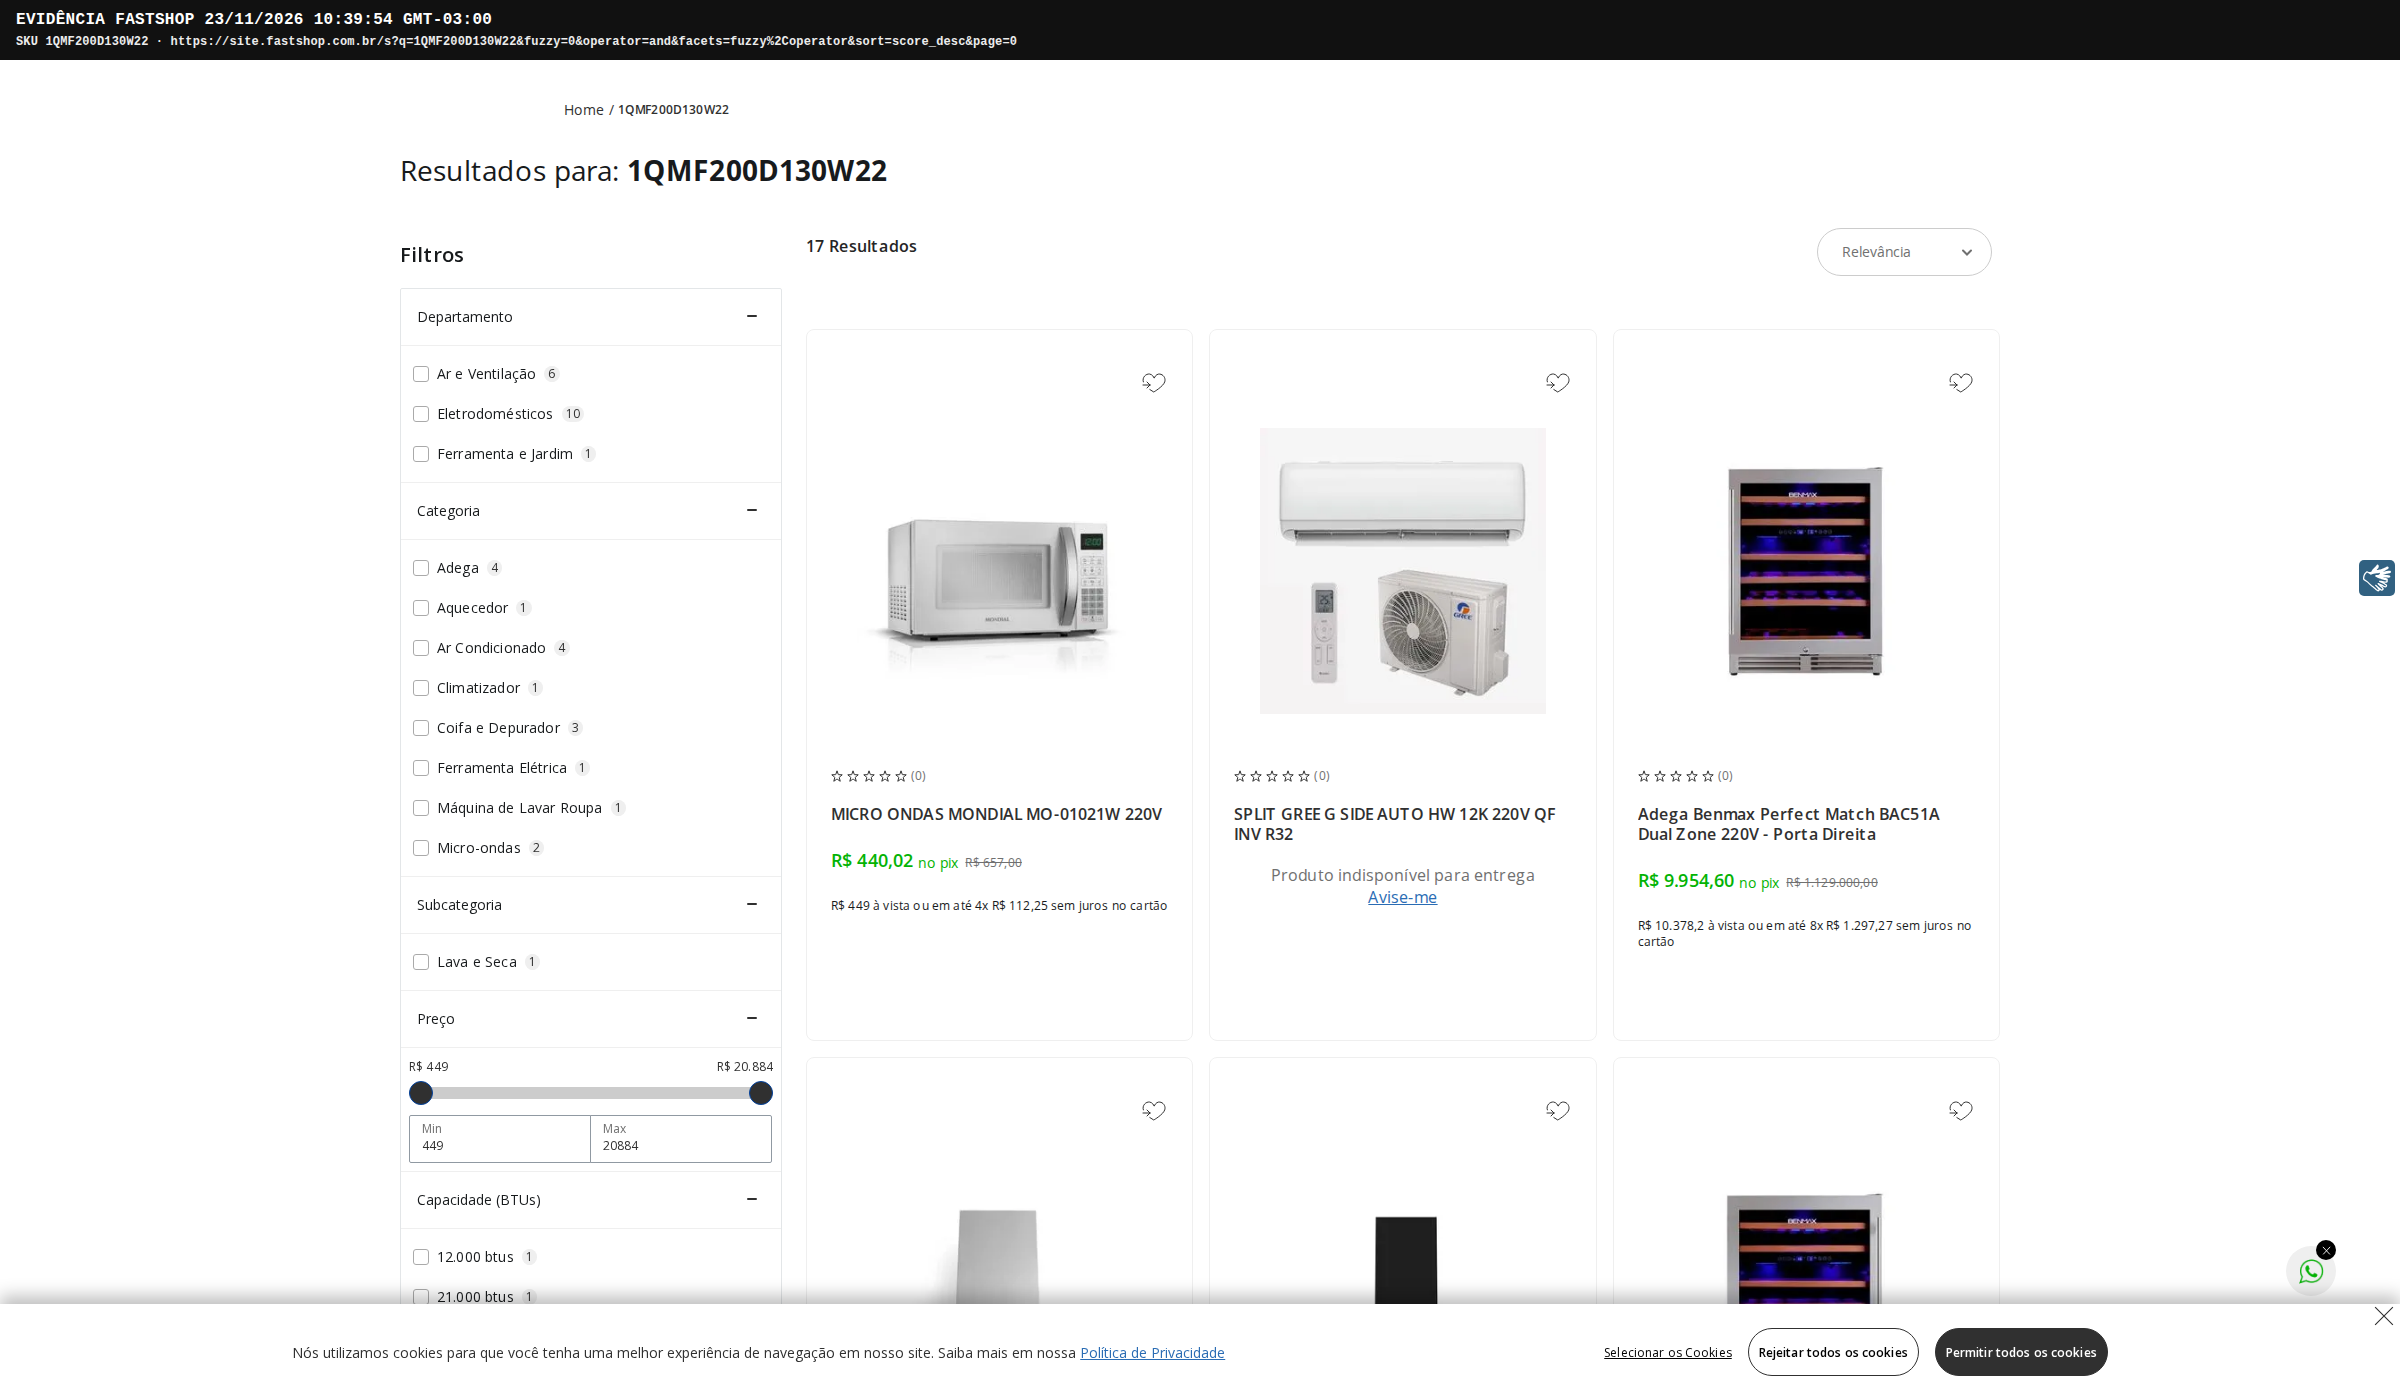 EVIDÊNCIA FASTSHOP 23/11/2026 10:39:54 GMT-03:00
SKU 1QMF200D130W22 · https://site.fastshop.com.br/s?q=1QMF200D130W22&fuzzy=0&operator=and&facets=fuzzy%2Coperator&sort=score_desc&page=0
Home / 1QMF200D130W22
Resultados para: 1QMF200D130W22
Filtros
17 Resultados
Relevância
Departamento
Ar e Ventilação 6
Eletrodomésticos 10
Ferramenta e Jardim 1
Categoria
Adega 4
Aquecedor 1
Ar Condicionado 4
Climatizador 1
Coifa e Depurador 3
Ferramenta Elétrica 1
Máquina de Lavar Roupa 1
Micro-ondas 2
Subcategoria
Lava e Seca 1
Preço
R$ 449 R$ 20.884
Min Max
449 20884
Capacidade (BTUs)
12.000 btus 1
21.000 btus 1
MONDIAL
(0)
MICRO ONDAS MONDIAL MO-01021W 220V
R$ 440,02 no pix R$ 657,00
R$ 449 à vista ou em até 4x R$ 112,25 sem juros no cartão
GREE
(0)
SPLIT GREE G SIDE AUTO HW 12K 220V QF
INV R32
Produto indisponível para entrega
Avise-me
BENMAX
(0)
Adega Benmax Perfect Match BAC51A
Dual Zone 220V - Porta Direita
R$ 9.954,60 no pix R$ 1.129.000,00
R$ 10.378,2 à vista ou em até 8x R$ 1.297,27 sem juros no
cartão
BENMAX
Nós utilizamos cookies para que você tenha uma melhor experiência de navegação em nosso site. Saiba mais em nossa Política de Privacidade
Selecionar os Cookies
Rejeitar todos os cookies
Permitir todos os cookies